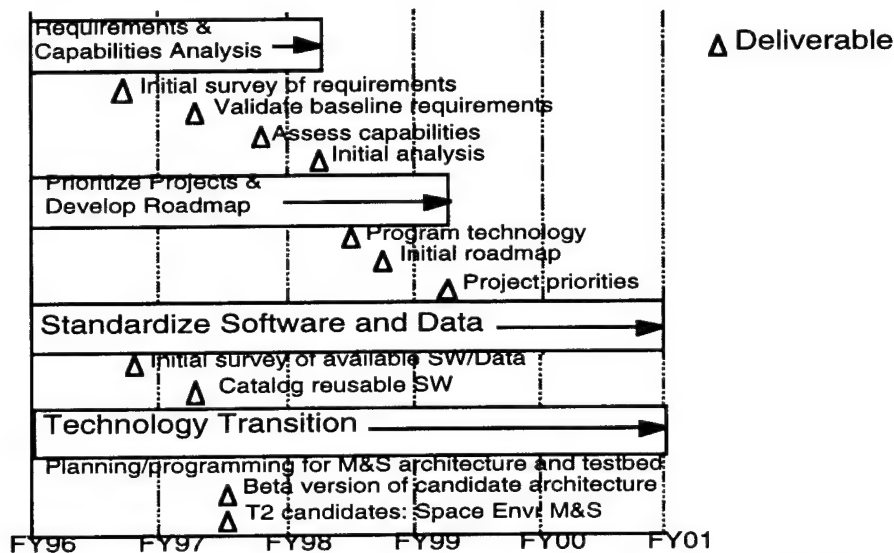 Requirements &
Capabilities Analysis
Δ Deliverable
Δ Initial survey of requirements
Δ Validate baseline requirements
Δ Assess capabilities
Δ Initial analysis
Prioritize Projects &
Develop Roadmap
Δ Program technology
Δ Initial roadmap
Δ Project priorities
Standardize Software and Data
Δ Initial survey of available SW/Data
Δ Catalog reusable SW
Technology Transition
Planning/programming for M&S architecture and testbed
Δ Beta version of candidate architecture
Δ T2 candidates: Space Envr M&S
FY96 FY97 FY98 FY99 FY00 FY01